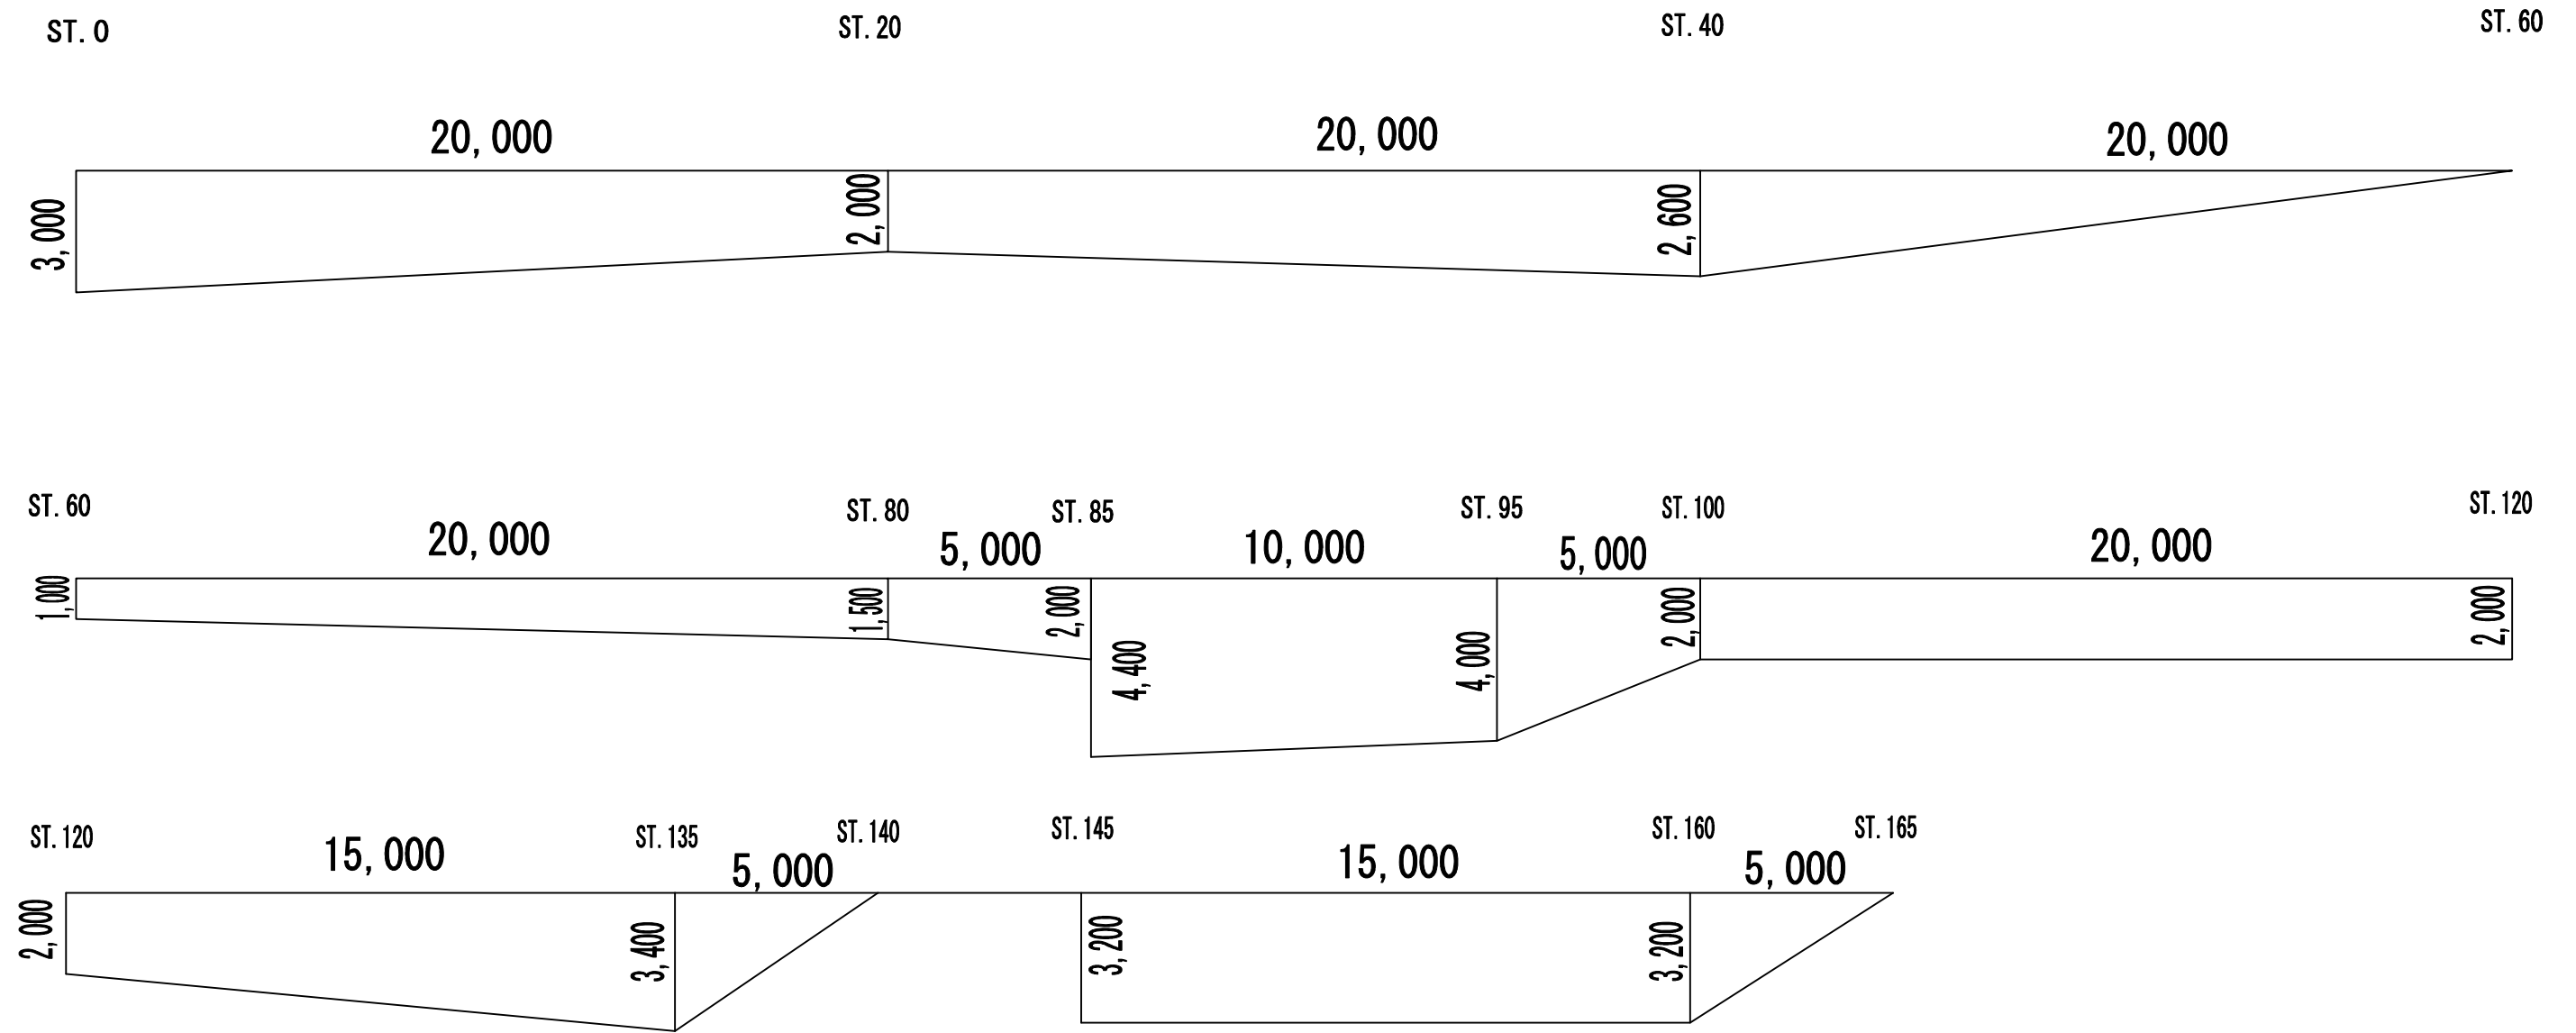 ST. 0
ST. 20
ST. 40
ST. 60
20, 000
20, 000
20, 000
3, 000
2, 000
2, 600
ST. 60
ST. 80
ST. 85
ST. 95
ST. 100
ST. 120
20, 000
5, 000
10, 000
5, 000
20, 000
1, 000
1, 500
2, 000
4, 400
4, 000
2, 000
2, 000
ST. 120
ST. 135
ST. 140
ST. 145
ST. 160
ST. 165
15, 000
5, 000
15, 000
5, 000
2, 000
3, 400
3, 200
3, 200